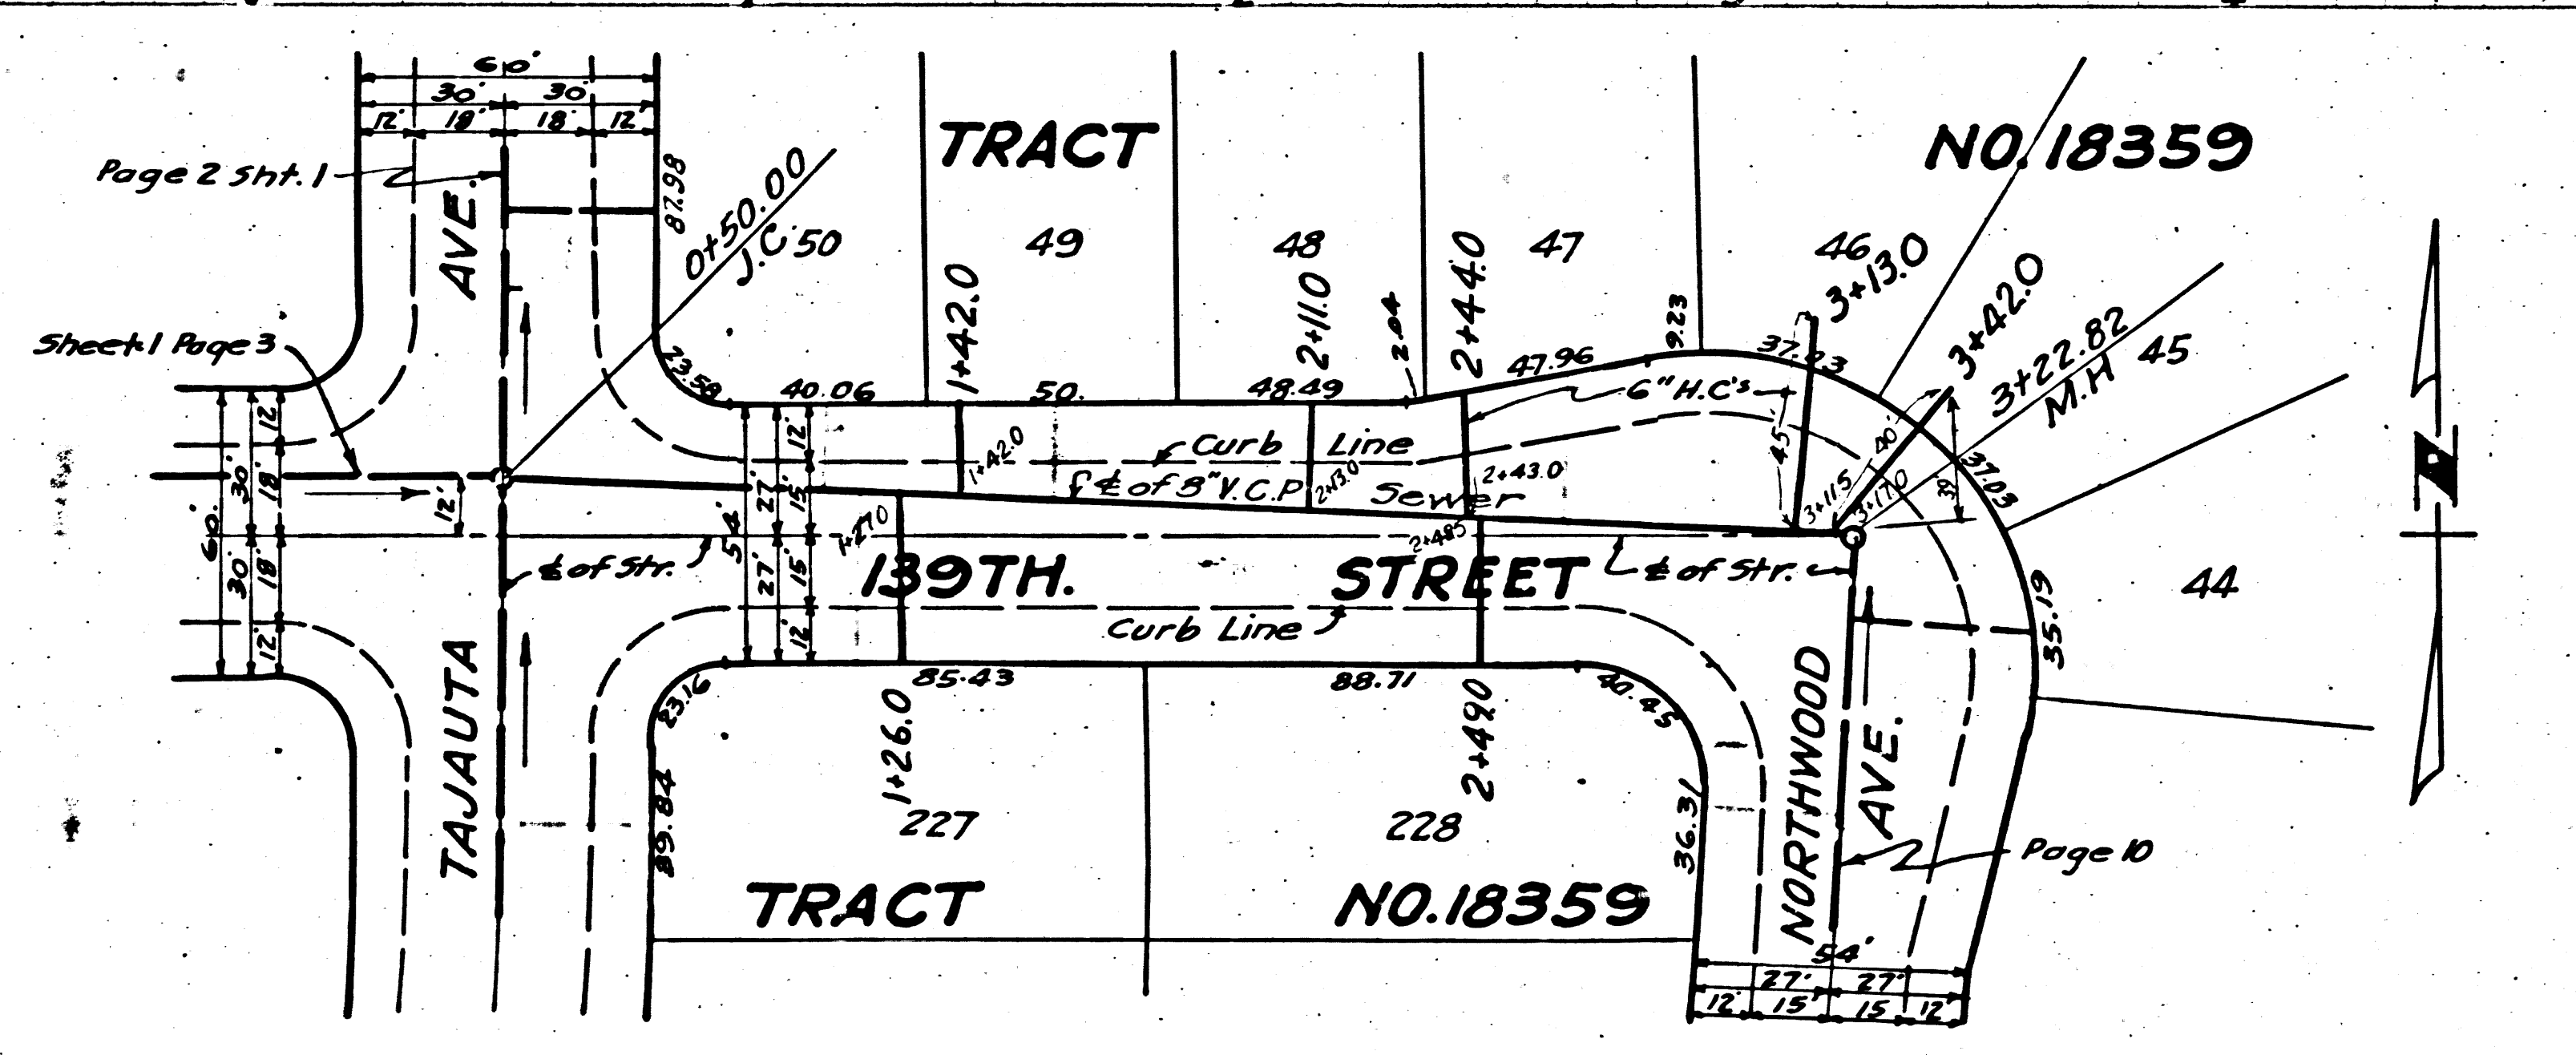 60'
30' 30'
12' 18' 18' 12'
TRACT
NO. 18359
Page 2 Sht. 1
AVE.
87.98
0+50.00
J.C.
50
49
48
47
46
45
44
1+42.0
2+11.0
2.04
2+44.0
9.23
3+13.0
3+42.0
3+22.82
M.H
Sheet 1 Page 3
23.58
40.06
50.
48.49
47.96
37.23
6" H.C's
12'
30'
18'
60.'
30'
18'
12'
12'
54'
27'
12'
15'
27'
15'
12'
Curb Line
1+42.0
2+13.0
2+43.0
45'
40'
39'
37.03
℄ of 8" V.C.P. Sewer
3+11.5
3+17.0
1+27.0
2+48.5
℄ of Str.
139TH. STREET
℄ of Str.
35.19
Curb Line
23.16
85.43
88.71
40.45
TAJAUTA
1+26.0
2+49.0
NORTHWOOD
AVE.
89.84
227
228
36.31
Page 10
TRACT
NO. 18359
54'
27' 27'
12' 15' 15 12'